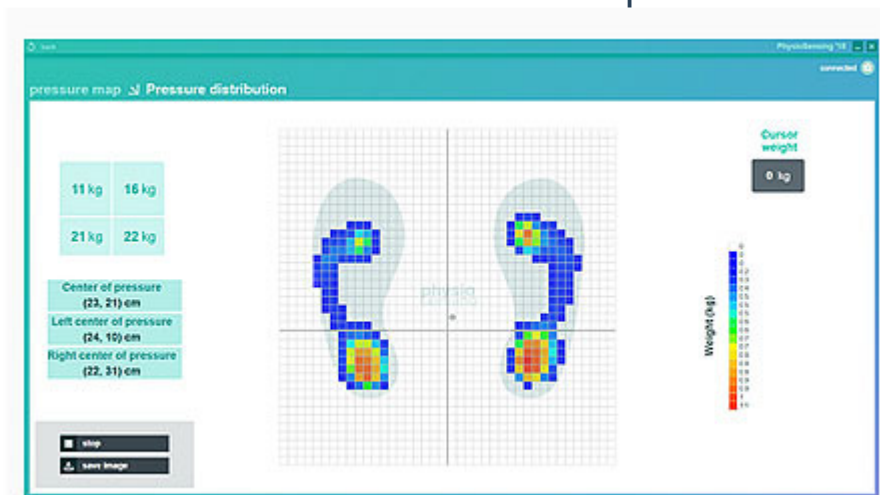 back
PhysioSensing '18
connected
pressure map Pressure distribution
Cursor
weight
0 kg
11 kg 16 kg
21 kg 22 kg
Center of pressure
(23, 21) cm
Left center of pressure
(24, 10) cm
Right center of pressure
(22, 31) cm
physio
Weight (kg)
stop
save image